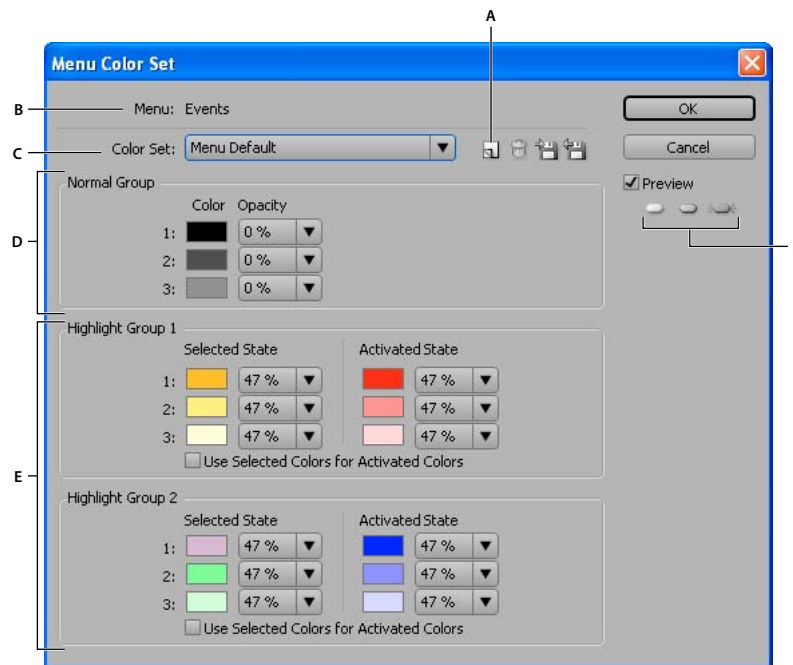 A
Menu Color Set
B
Menu: Events
OK
C
Color Set: Menu Default
Cancel
Preview
D
Normal Group
Color Opacity
1: 0 %
2: 0 %
3: 0 %
E
Highlight Group 1
Selected State Activated State
1: 47 % 47 %
2: 47 % 47 %
3: 47 % 47 %
Use Selected Colors for Activated Colors
Highlight Group 2
Selected State Activated State
1: 47 % 47 %
2: 47 % 47 %
3: 47 % 47 %
Use Selected Colors for Activated Colors